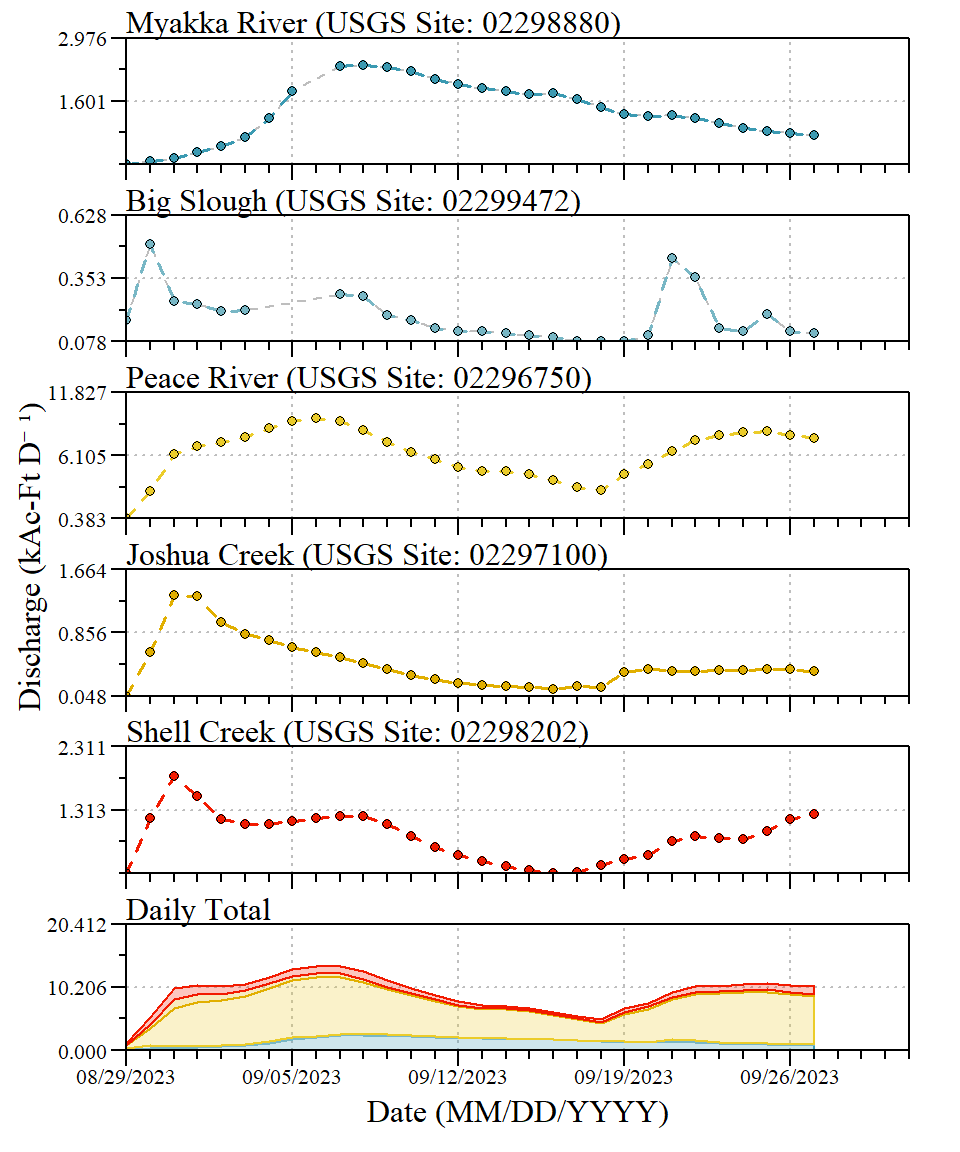 Myakka River (USGS Site: 02298880)
2.976
1.601
Big Slough (USGS Site: 02299472)
0.628
0.353
0.078
Peace River (USGS Site: 02296750)
11.827
6.105
0.383
Joshua Creek (USGS Site: 02297100)
1.664
0.856
0.048
Shell Creek (USGS Site: 02298202)
2.311
1.313
Daily Total
20.412
10.206
0.000
08/29/2023 09/05/2023 09/12/2023 09/19/2023 09/26/2023
Date (MM/DD/YYYY)
Discharge (kAc-Ft D⁻¹)